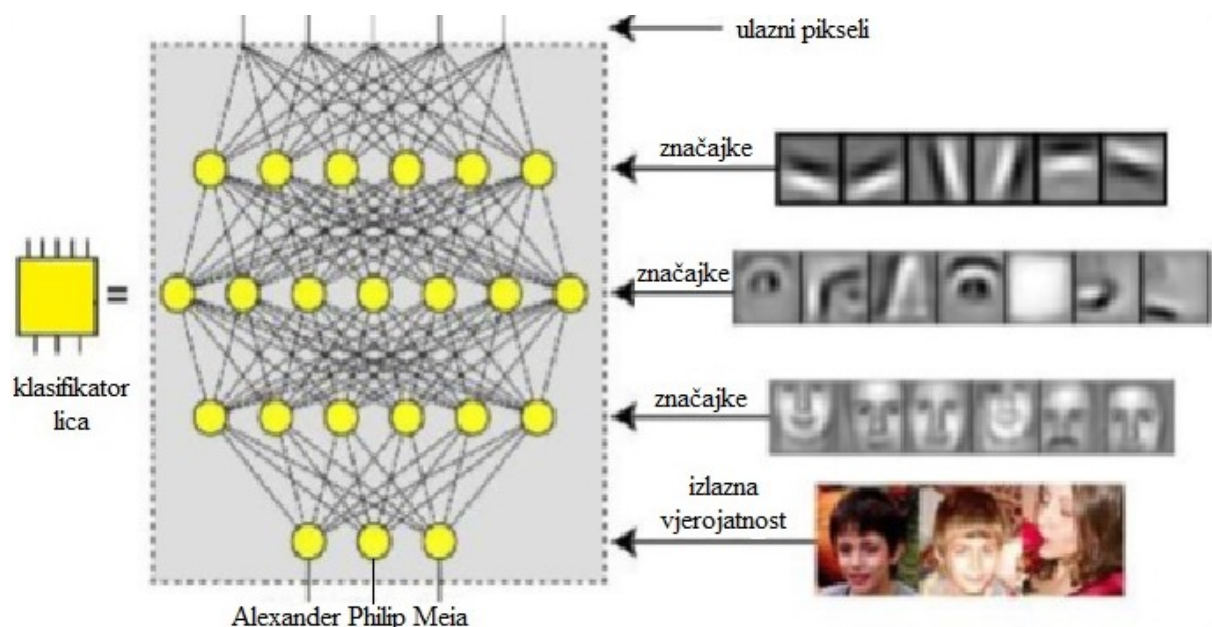 ulazni pikseli
značajke
značajke
klasifikator
lica
=
značajke
izlazna
vjerojatnost
Alexander Philip Meia